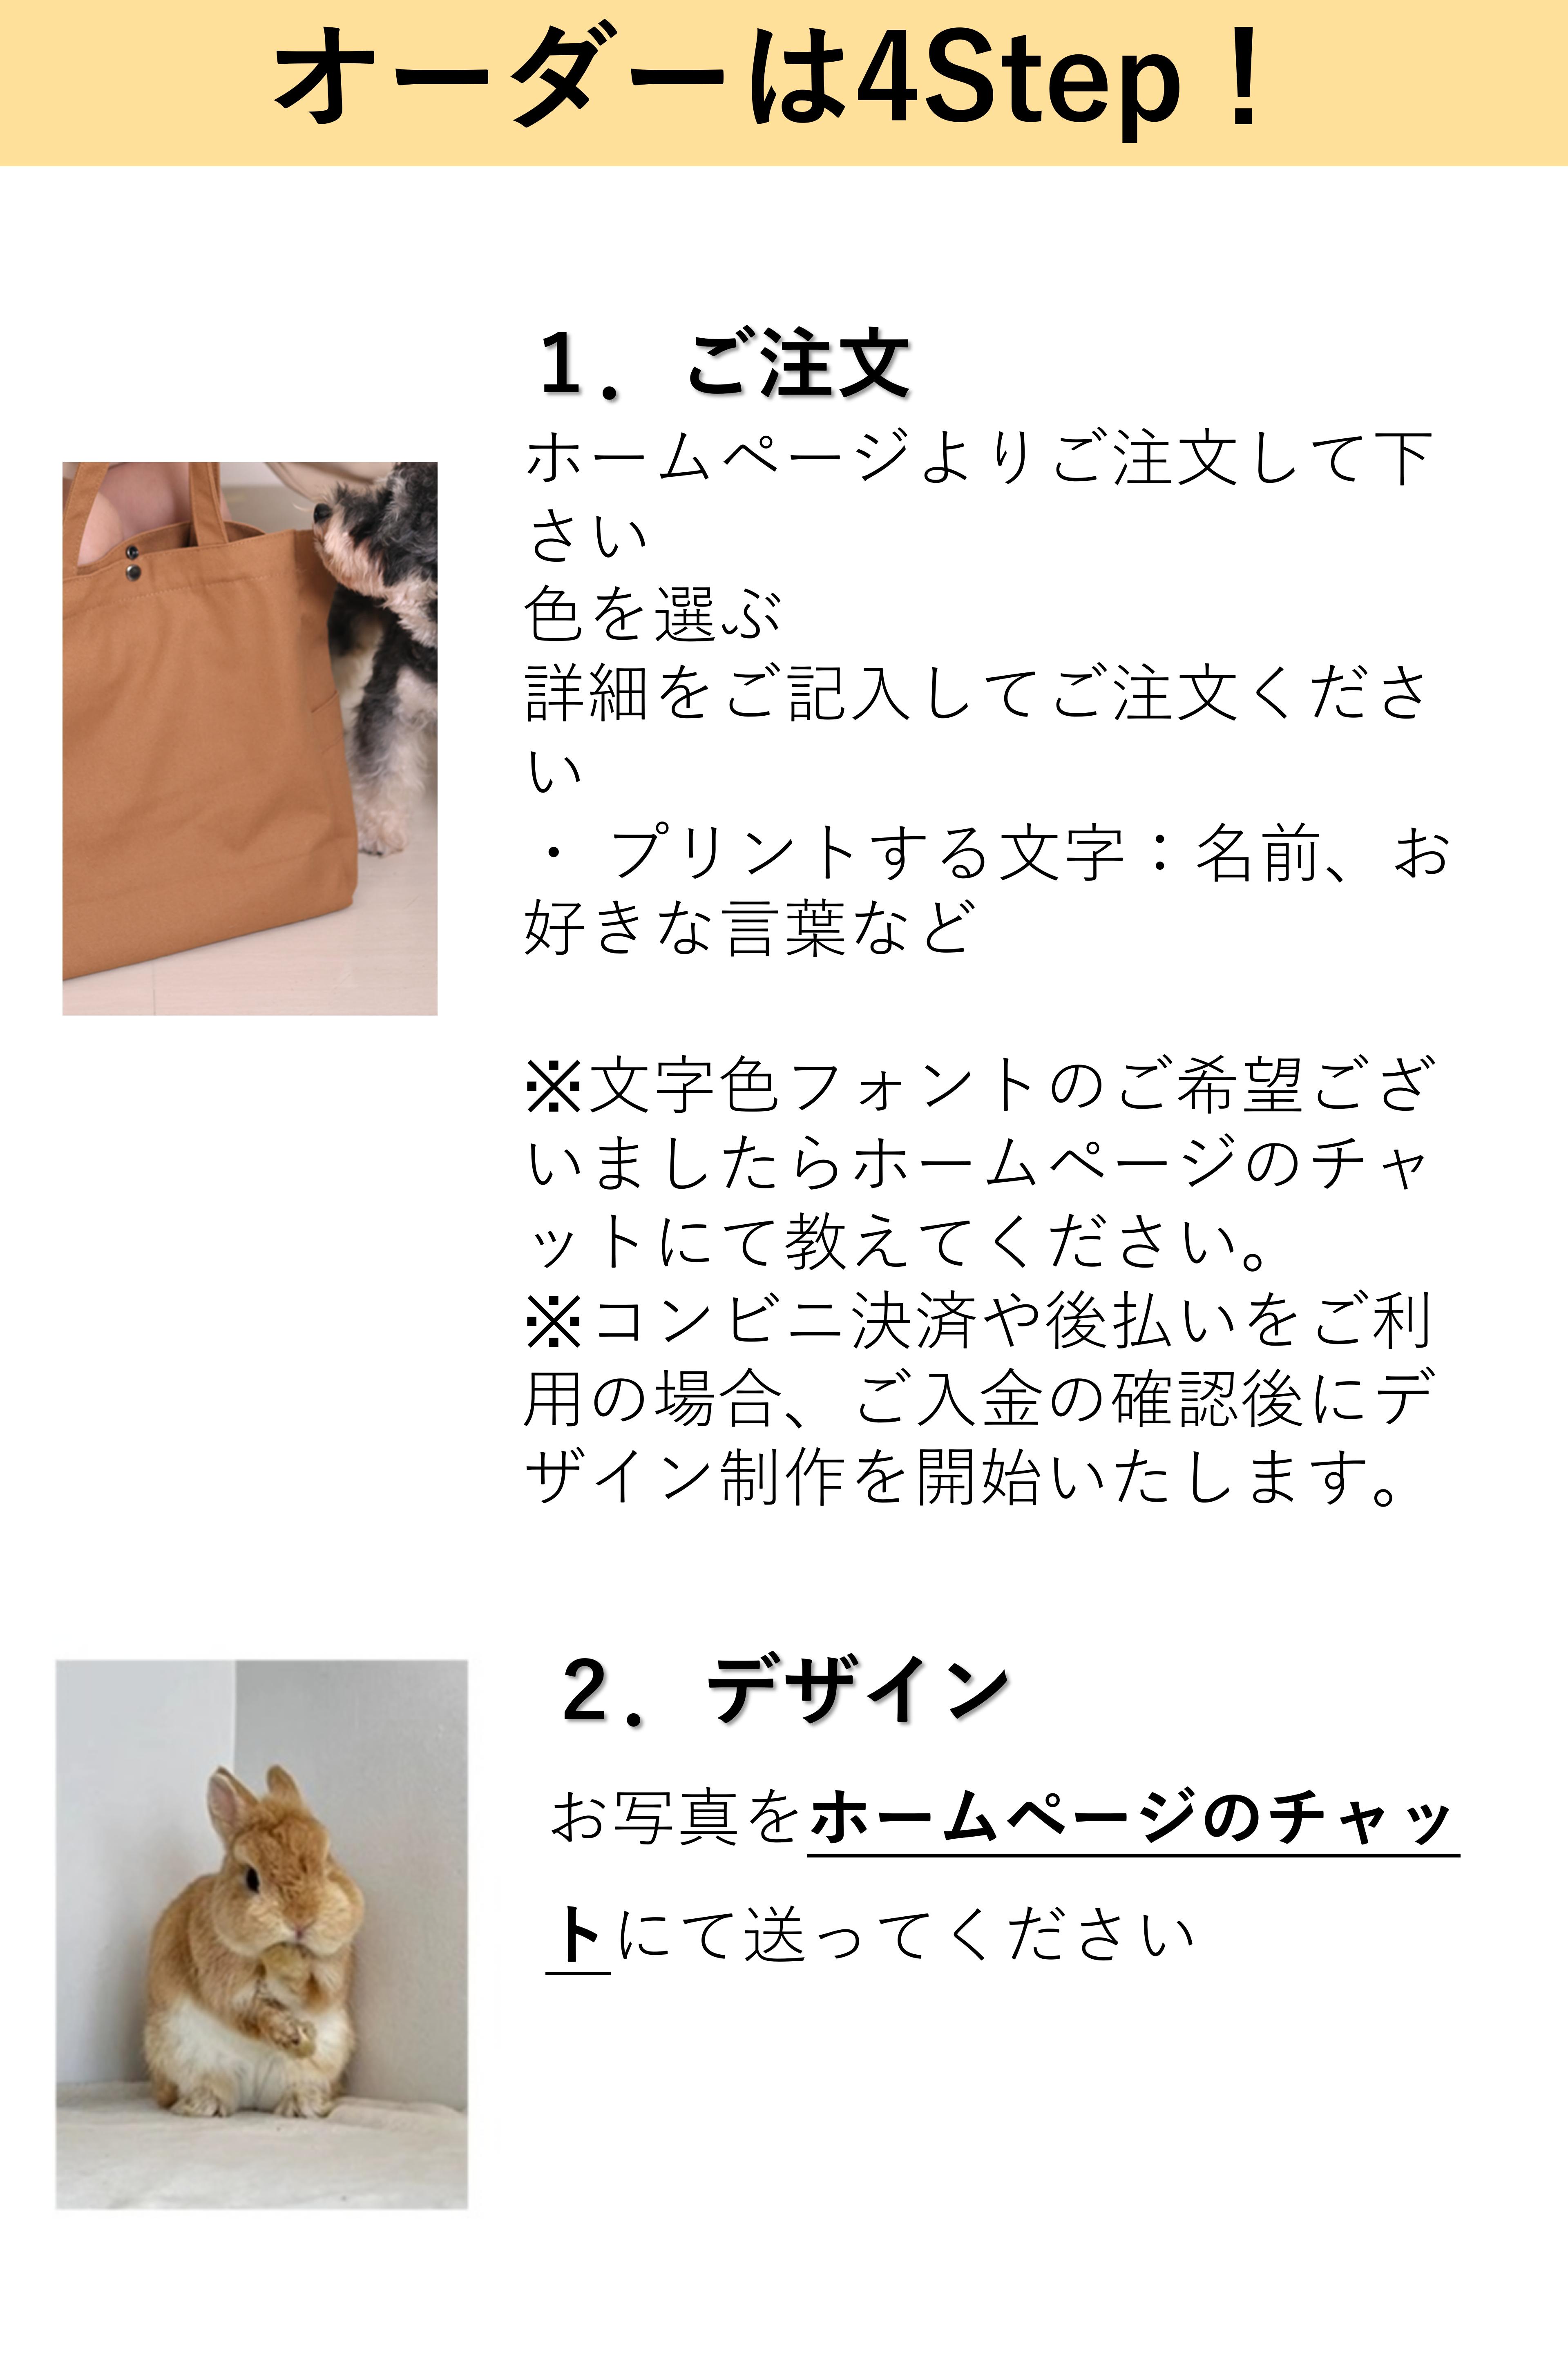 オーダーは4Step！
１．ご注文
ホームページよりご注文して下
さい
色を選ぶ
詳細をご記入してご注文くださ
い
・プリントする文字：名前、お
好きな言葉など
※文字色フォントのご希望ござ
いましたらホームページのチャ
ットにて教えてください。
※コンビニ決済や後払いをご利
用の場合、ご入金の確認後にデ
ザイン制作を開始いたします。
２．デザイン
お写真をホームページのチャッ
トにて送ってください